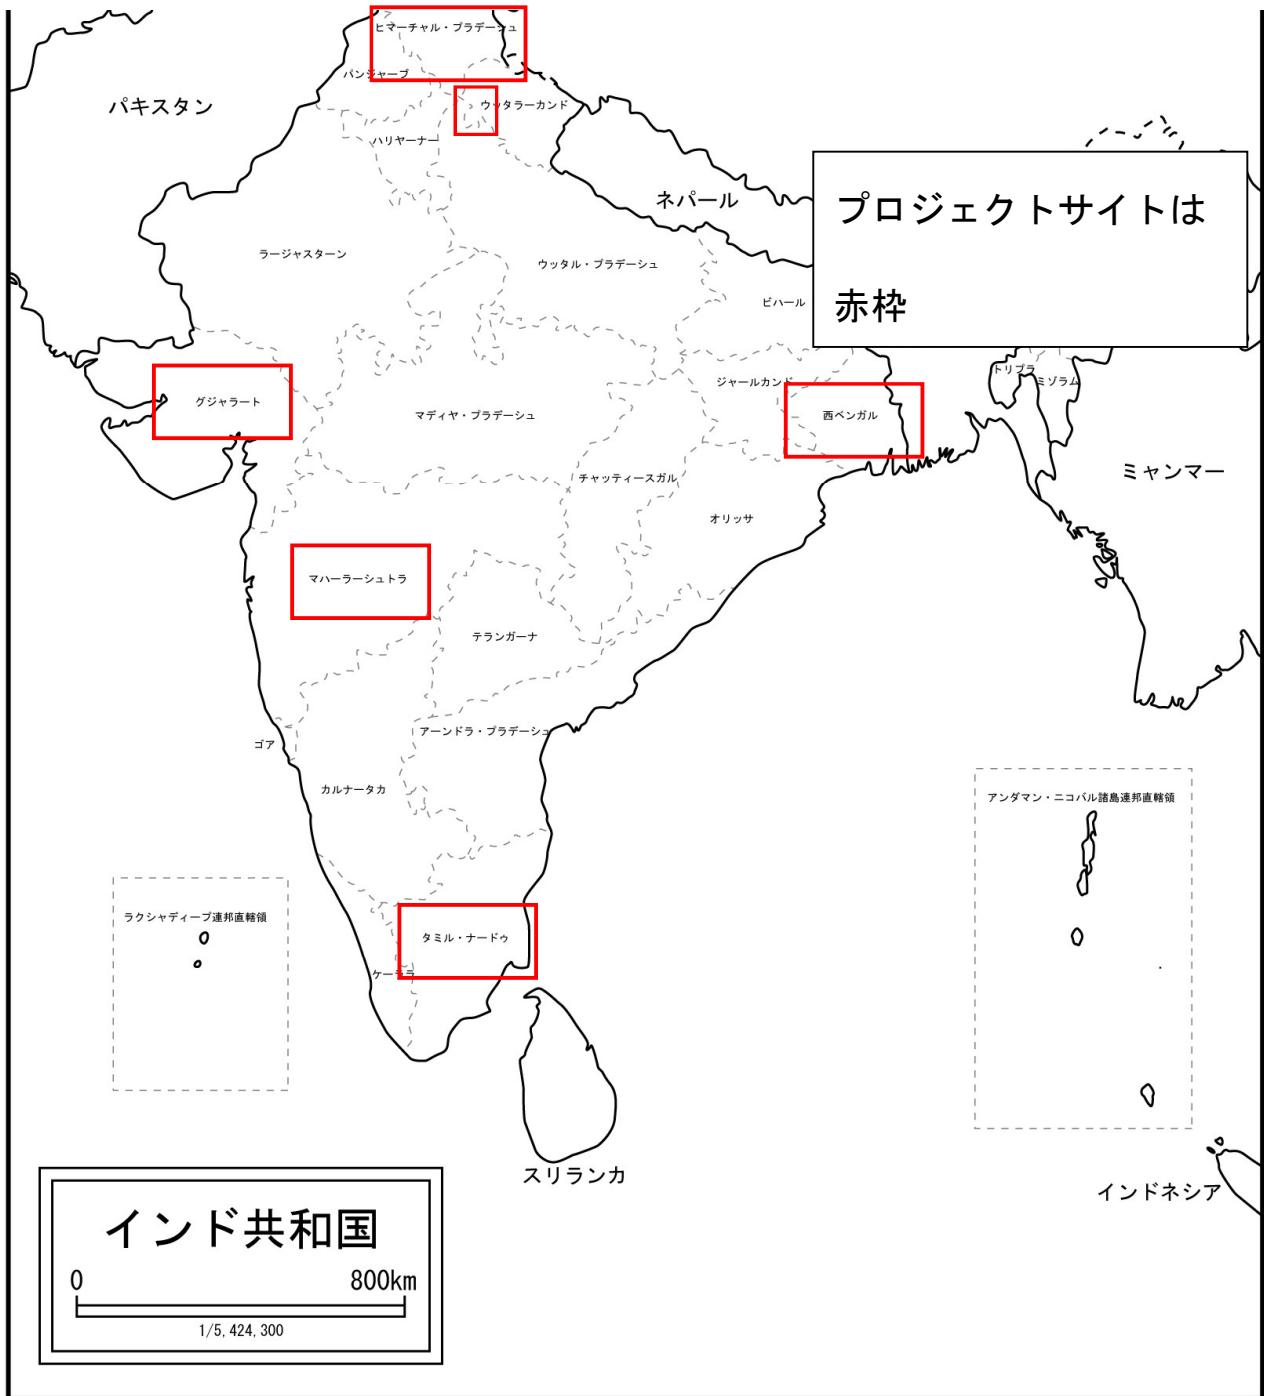 ヒマーチャル・プラデーシュ
パンジャーブ
ウッタラーカンド
パキスタン
ハリヤーナー
ネパール
プロジェクトサイトは
赤枠
ラージャスターン
ウッタル・プラデーシュ
ビハール
トリプラ
ミゾラム
ジャールカンド
グジャラート
マディヤ・プラデーシュ
西ベンガル
ミャンマー
チャッティースガル
オリッサ
マハーラーシュトラ
テランガーナ
アーンドラ・プラデーシュ
ゴア
カルナータカ
アンダマン・ニコバル諸島連邦直轄領
ラクシャディープ連邦直轄領
タミル・ナードゥ
ケーララ
スリランカ
インドネシア
インド共和国
0 800km
1/5,424,300